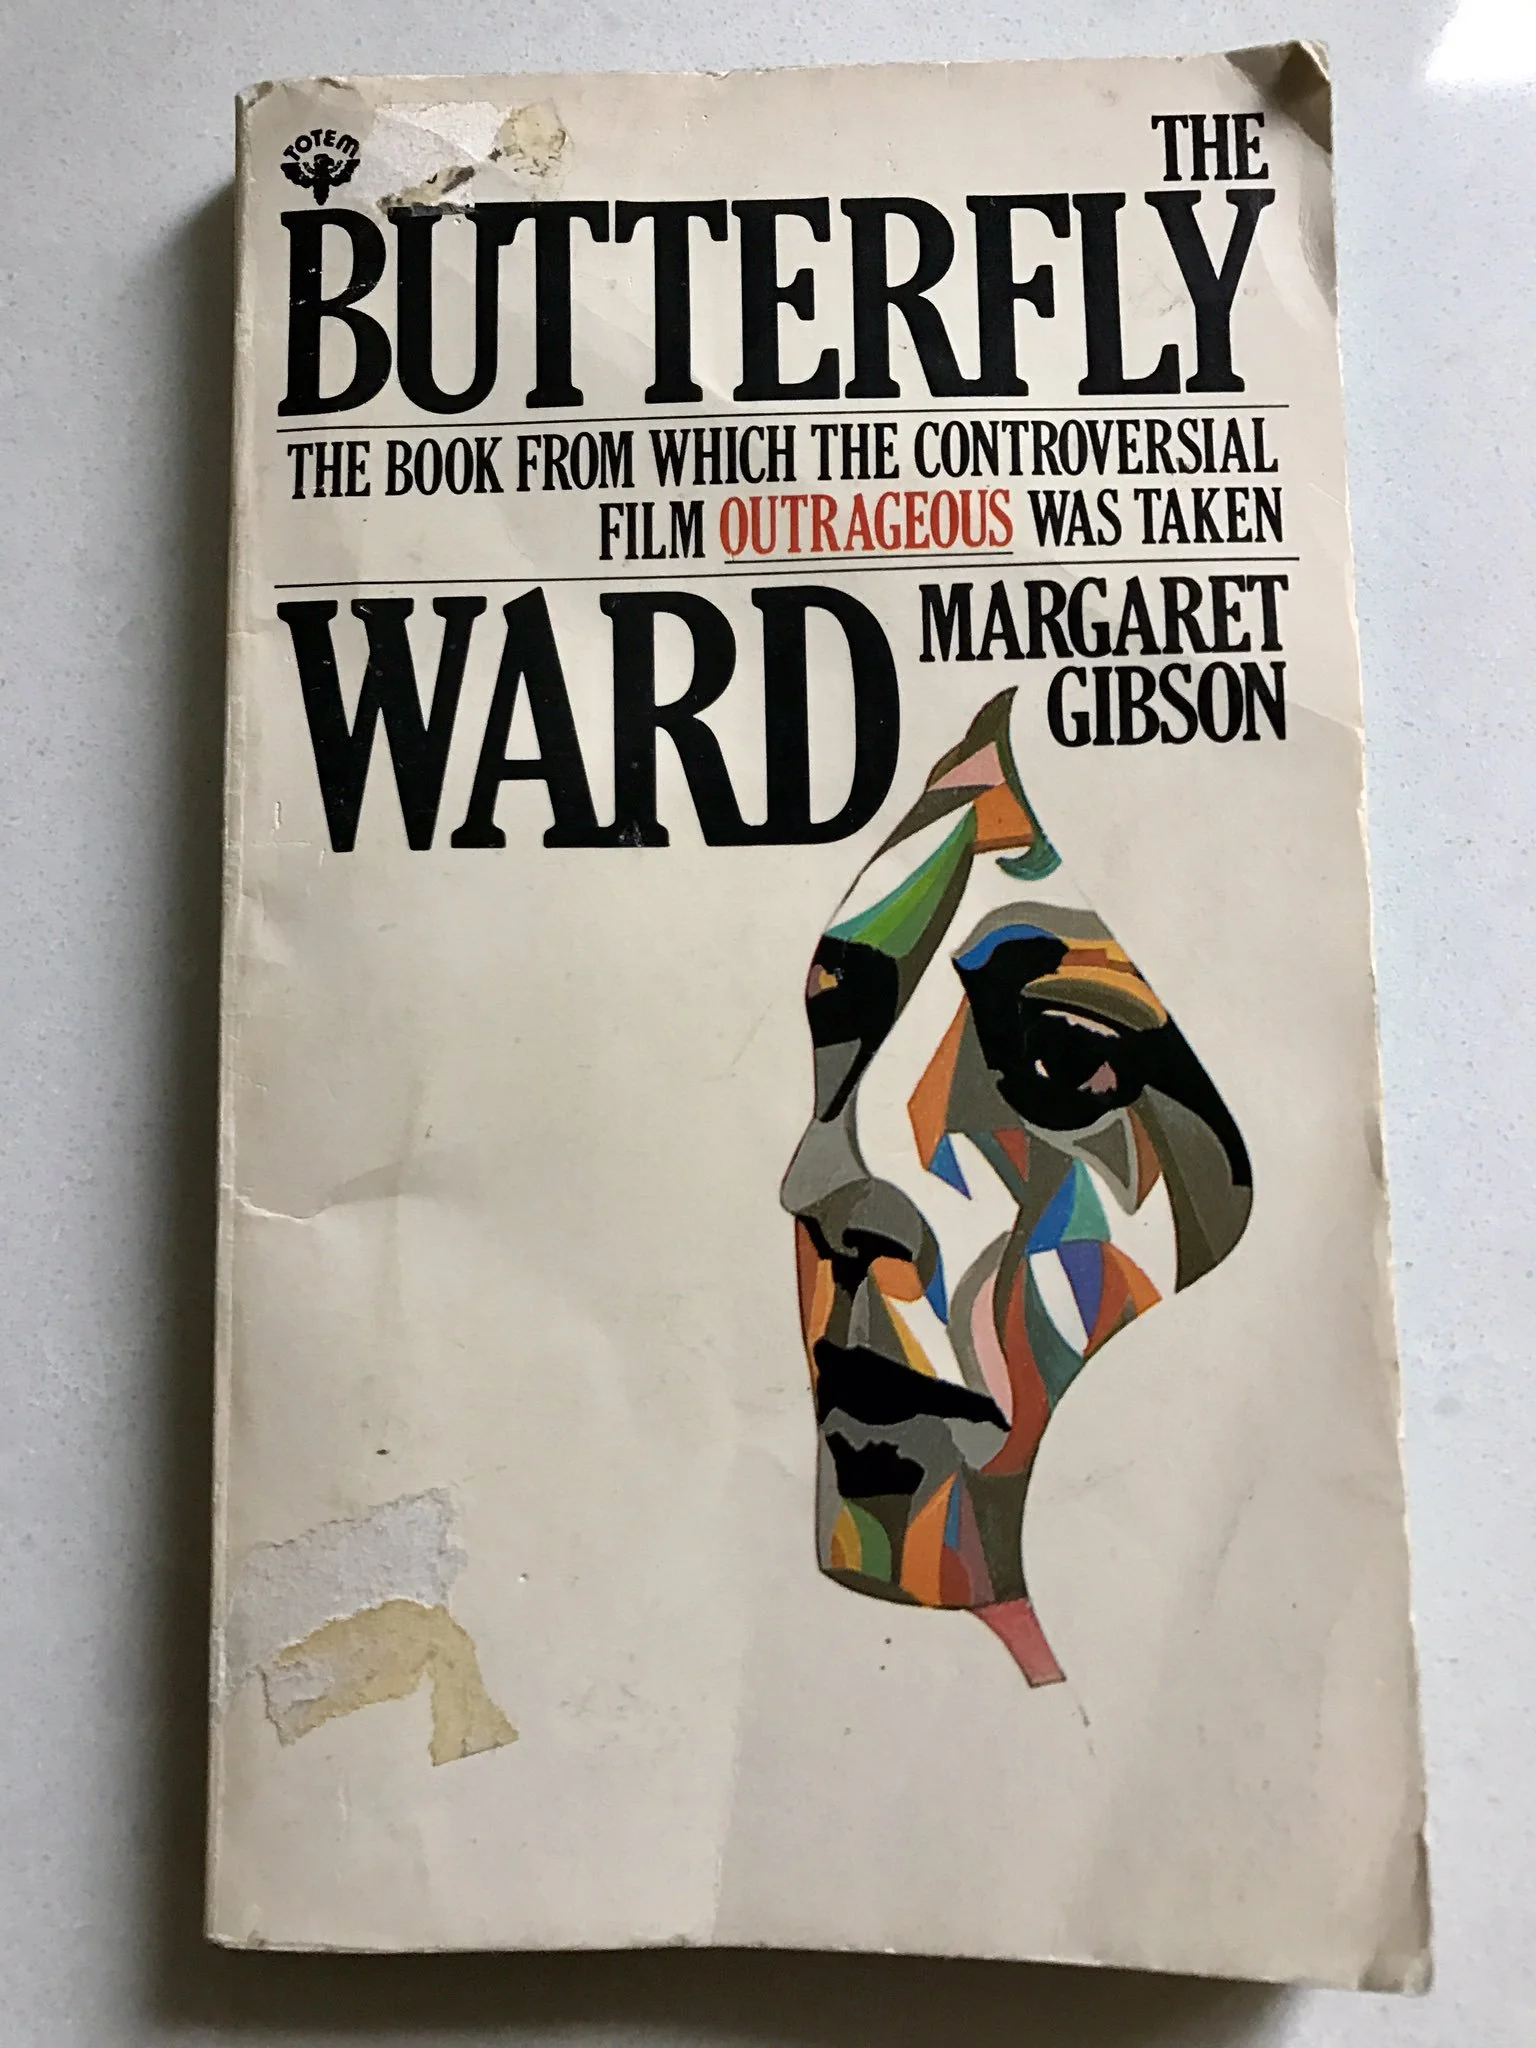 TOTEM
THE
BUTTERFLY
THE BOOK FROM WHICH THE CONTROVERSIAL
FILM OUTRAGEOUS WAS TAKEN
WARD
MARGARET
GIBSON